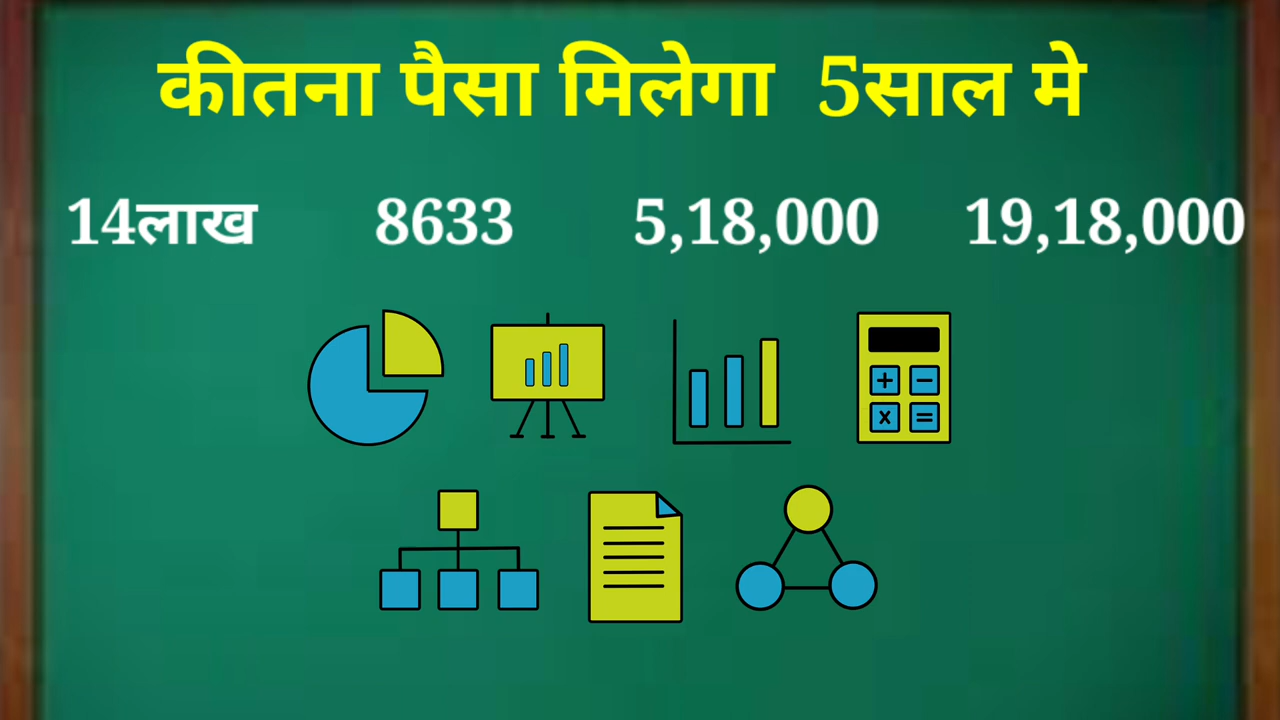 कीतना पैसा मिलेगा 5साल मे
14लाख 8633 5,18,000 19,18,000
+ −
x =